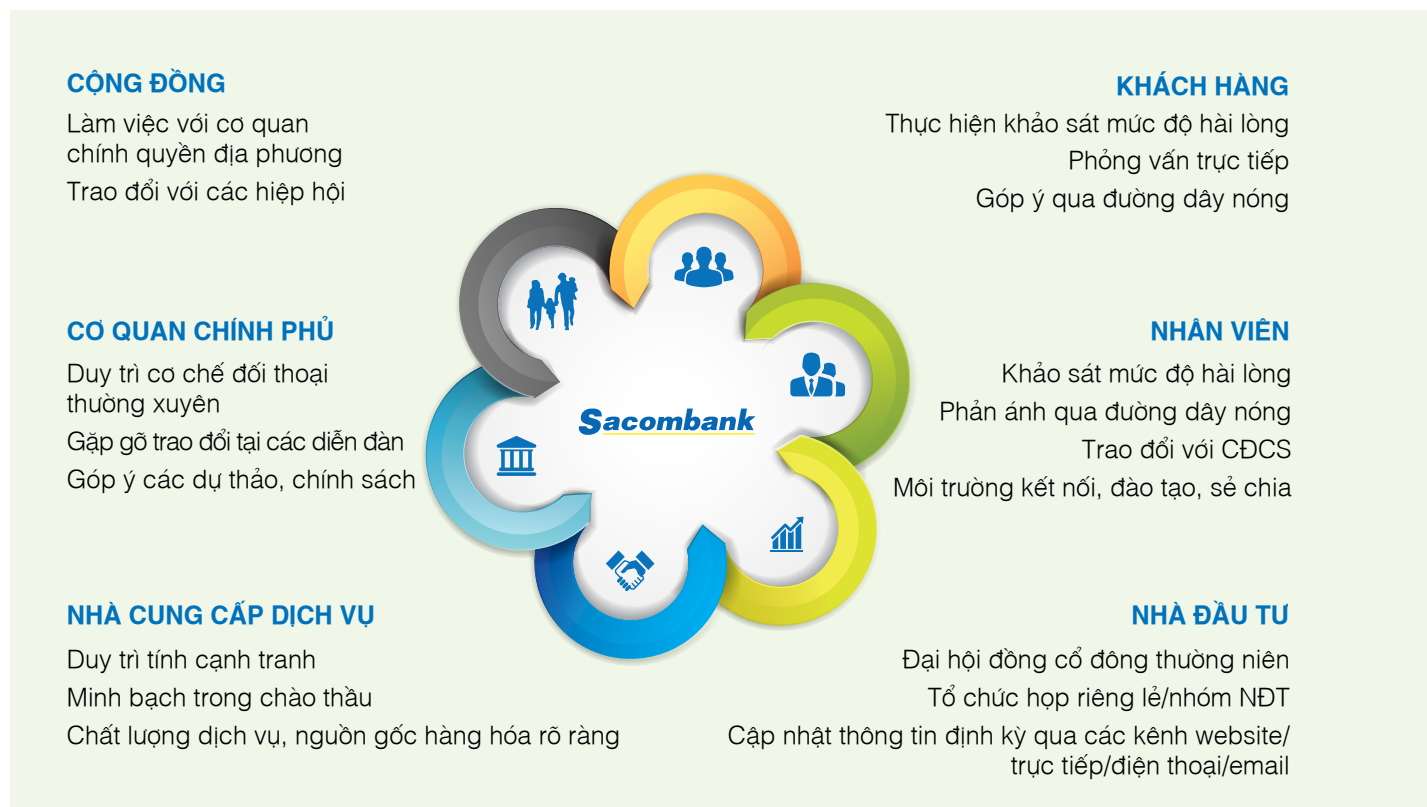 CỘNG ĐỒNG
Làm việc với cơ quan
chính quyền địa phương
Trao đổi với các hiệp hội
CƠ QUAN CHÍNH PHỦ
Duy trì cơ chế đối thoại
thường xuyên
Gặp gỡ trao đổi tại các diễn đàn
Góp ý các dự thảo, chính sách
NHÀ CUNG CẤP DỊCH VỤ
Duy trì tính cạnh tranh
Minh bạch trong chào thầu
Chất lượng dịch vụ, nguồn gốc hàng hóa rõ ràng
Sacombank
KHÁCH HÀNG
Thực hiện khảo sát mức độ hài lòng
Phỏng vấn trực tiếp
Góp ý qua đường dây nóng
NHÂN VIÊN
Khảo sát mức độ hài lòng
Phản ánh qua đường dây nóng
Trao đổi với CĐCS
Môi trường kết nối, đào tạo, sẻ chia
NHÀ ĐẦU TƯ
Đại hội đồng cổ đông thường niên
Tổ chức họp riêng lẻ/nhóm NĐT
Cập nhật thông tin định kỳ qua các kênh website/
trực tiếp/điện thoại/email